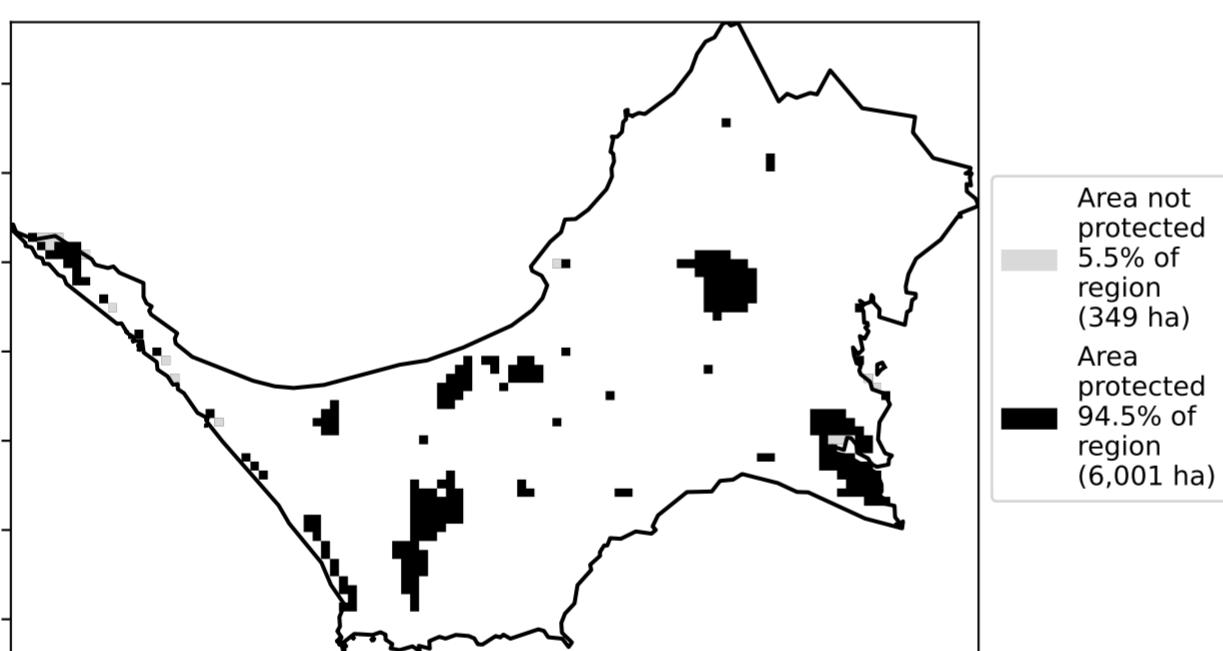 Area not
protected
5.5% of
region
(349 ha)
Area
protected
94.5% of
region
(6,001 ha)